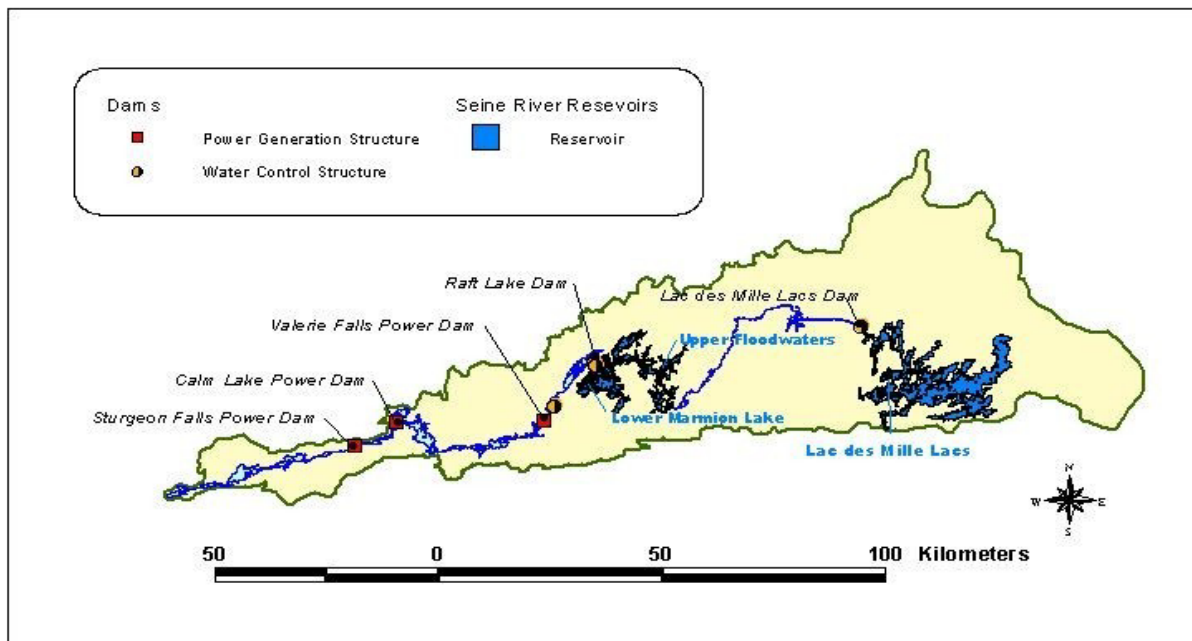 Dams
Seine River Resevoirs
Power Generation Structure
Reservoir
Water Control Structure
Raft Lake Dam
Lac des Mille Lacs Dam
Valerie Falls Power Dam
Upper Floodwaters
Calm Lake Power Dam
Sturgeon Falls Power Dam
Lower Marmion Lake
Lac des Mille Lacs
N
W E
S
50 0 50 100 Kilometers